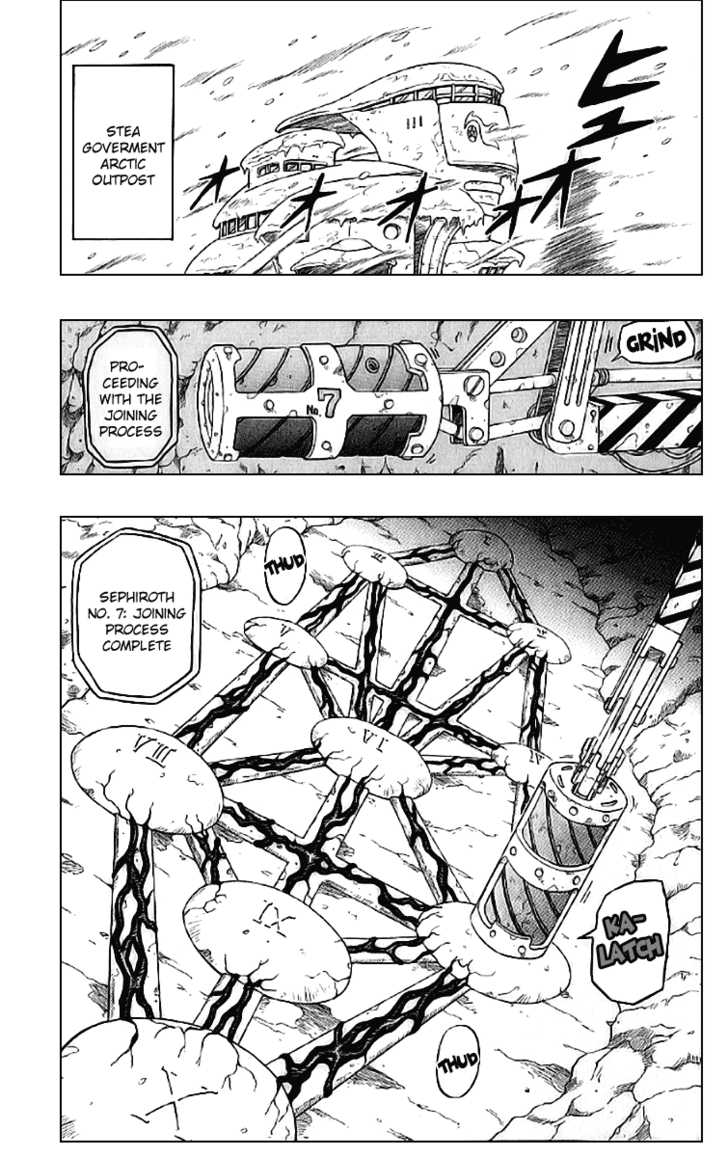 STEA
GOVERMENT
ARCTIC
OUTPOST
ヒュ
オオオオオ
PRO-
CEEDING
WITH THE
JOINING
PROCESS
No. 7
GRIND
SEPHIROTH
NO. 7: JOINING
PROCESS
COMPLETE
THUD
V
VIII
VI
IX
X
KA-
LATCH
THUD